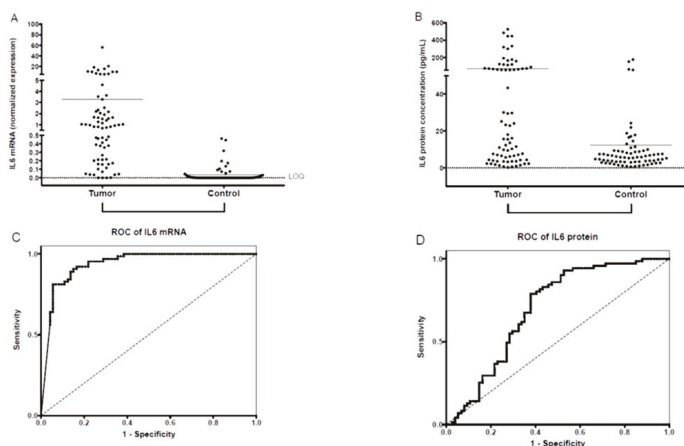 A
IL6 mRNA (normalized expression)
100
80
60
40
20
5
4
3
2
1
0.5
0.4
0.3
0.2
0.1
0.0
LOQ
Tumor
Control
B
IL6 protein concentration (pg/mL)
600
400
200
60
40
20
0
Tumor
Control
C
ROC of IL6 mRNA
Sensitivity
1.0
0.5
0.0
0.0 0.2 0.4 0.6 0.8 1.0
1 - Specificity
D
ROC of IL6 protein
Sensitivity
1.0
0.5
0.0
0.0 0.2 0.4 0.6 0.8 1.0
1 - Specificity